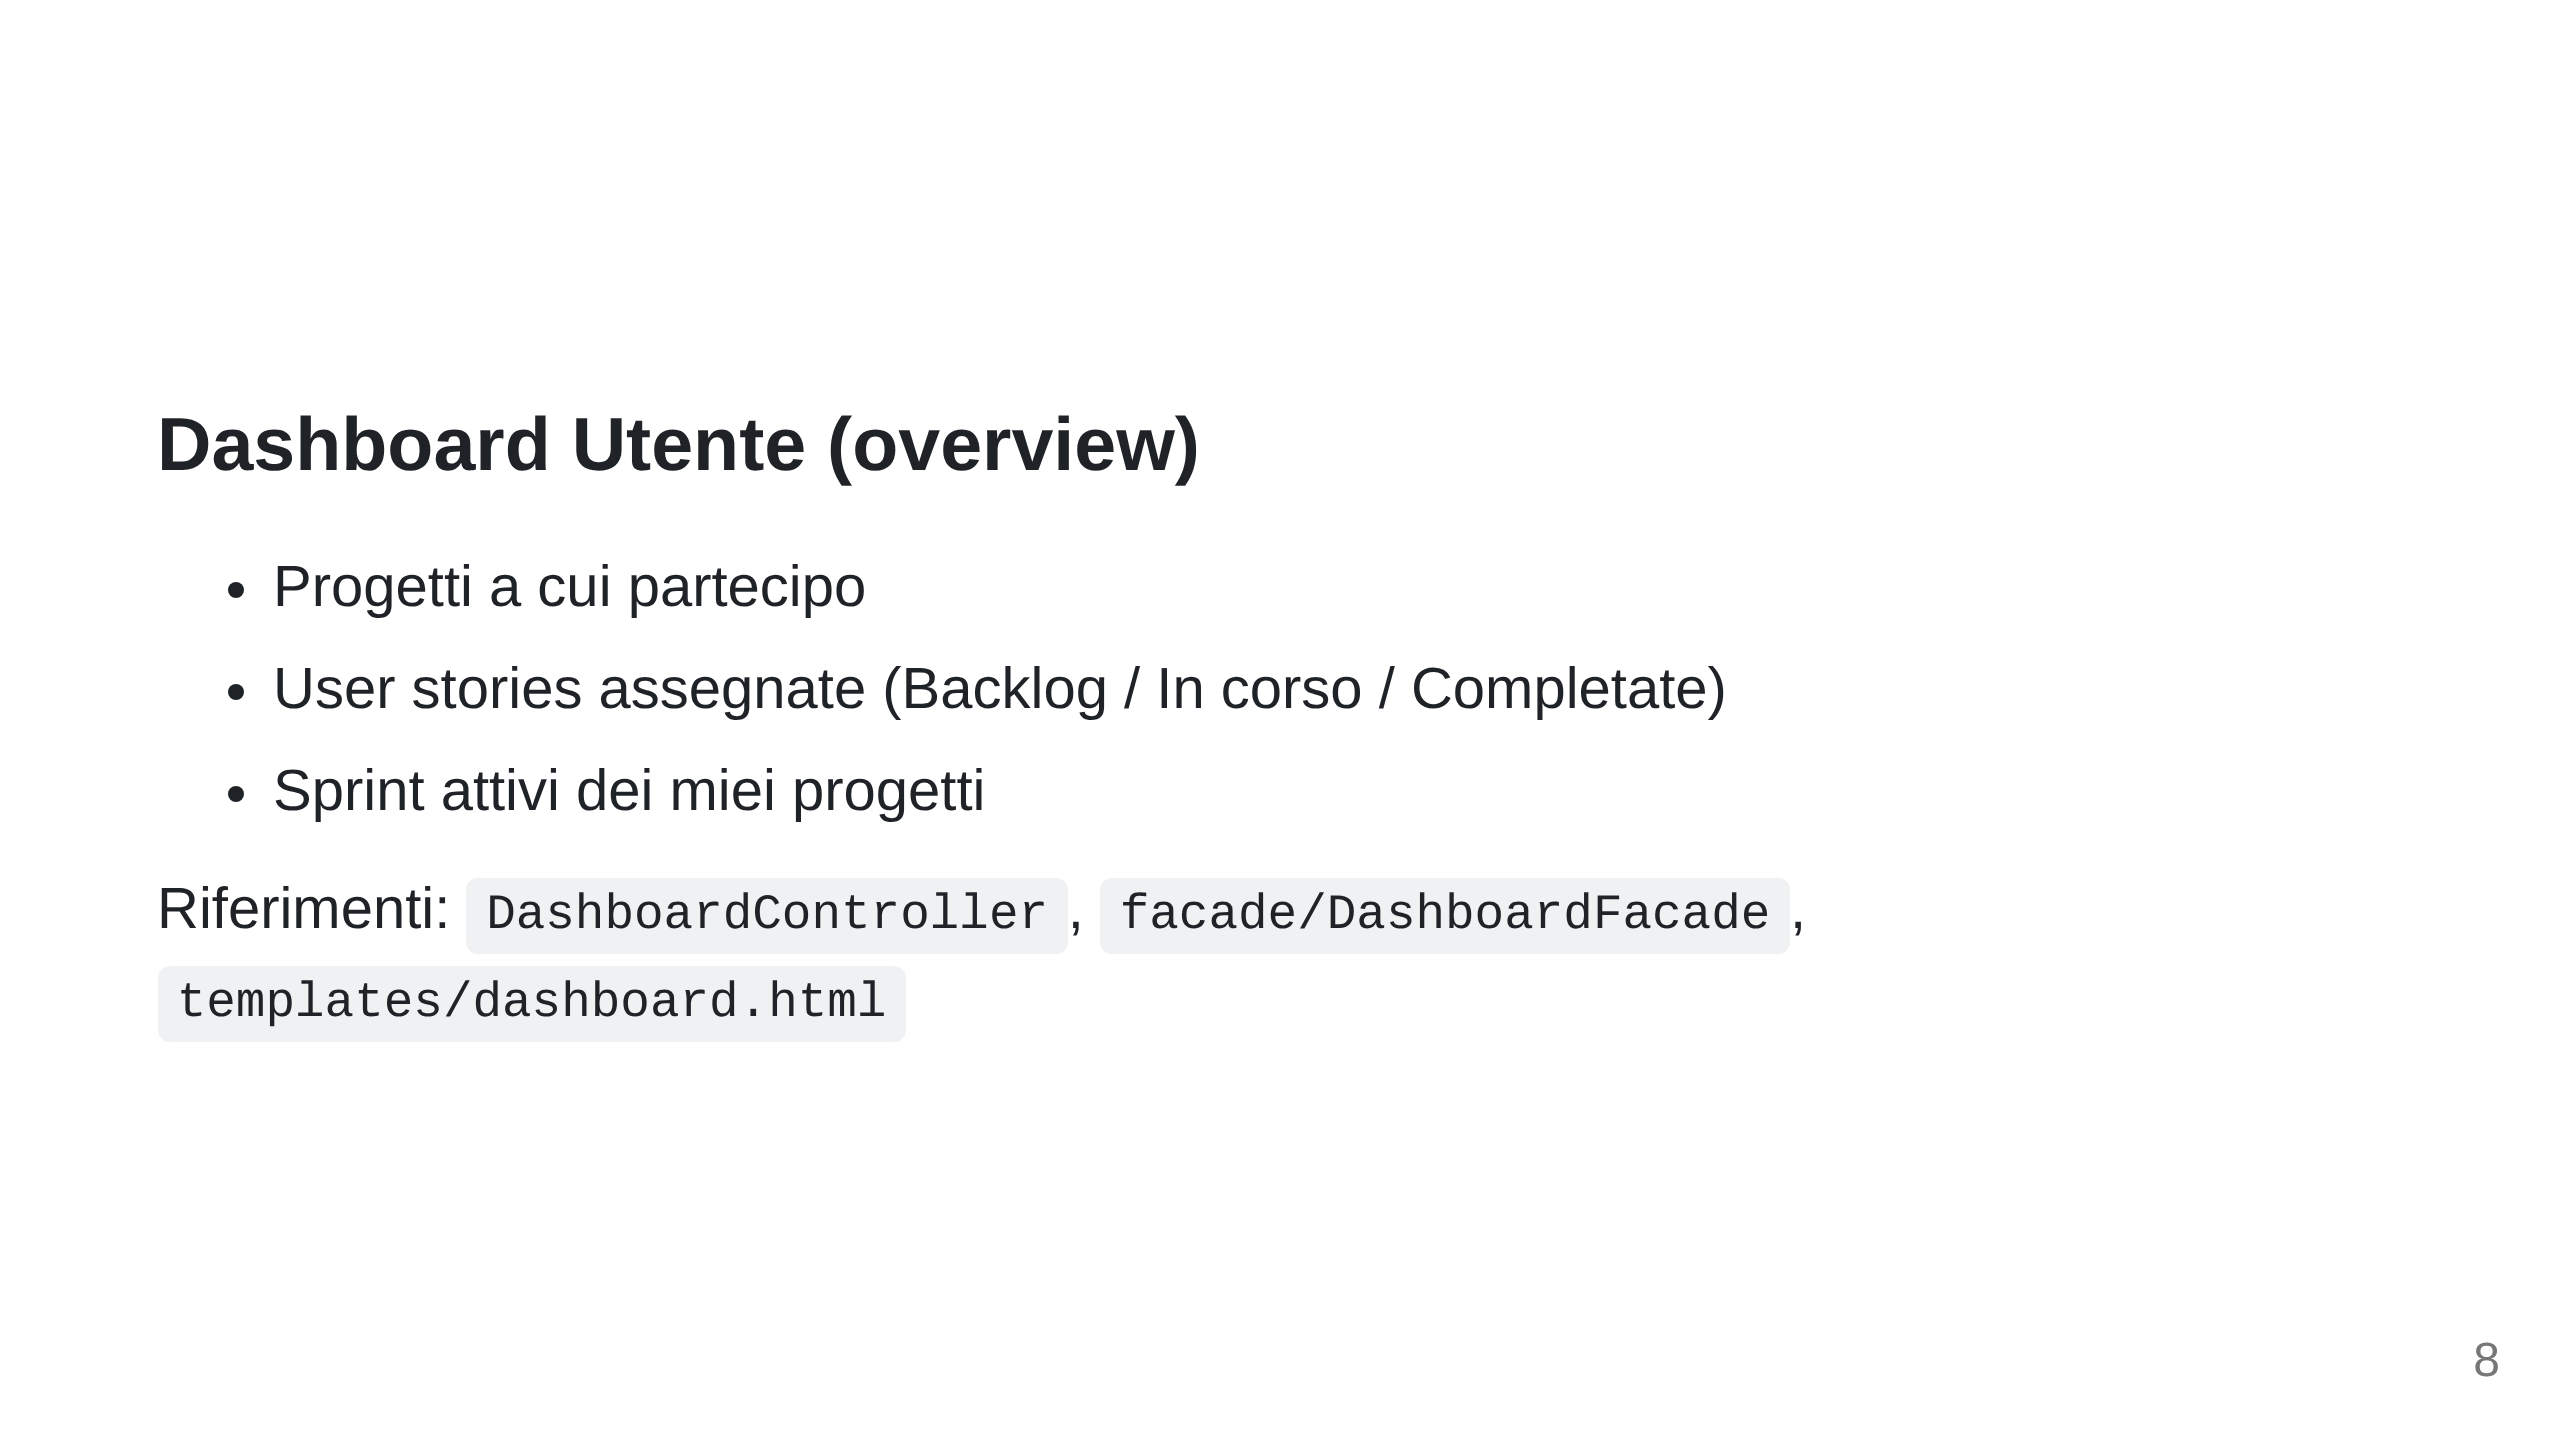 Dashboard Utente (overview)
• Progetti a cui partecipo
• User stories assegnate (Backlog / In corso / Completate)
• Sprint attivi dei miei progetti
Riferimenti: DashboardController, facade/DashboardFacade,
templates/dashboard.html
8